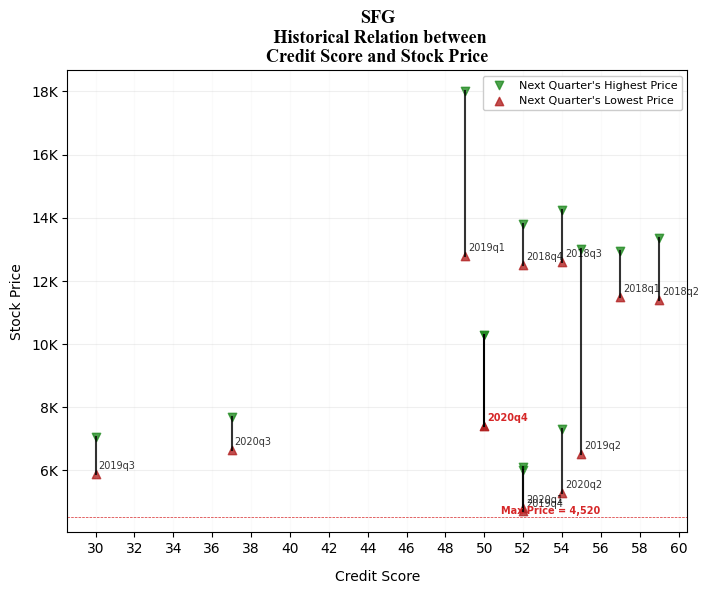 SFG
Historical Relation between
Credit Score and Stock Price
Next Quarter's Highest Price
Next Quarter's Lowest Price
Stock Price
18K
16K
14K
12K
10K
8K
6K
2019q1
2018q4
2018q3
2018q1
2018q2
2020q4
2019q2
2019q3
2020q3
2020q2
2020q1
2019q4
Max Price = 4,520
30 32 34 36 38 40 42 44 46 48 50 52 54 56 58 60
Credit Score